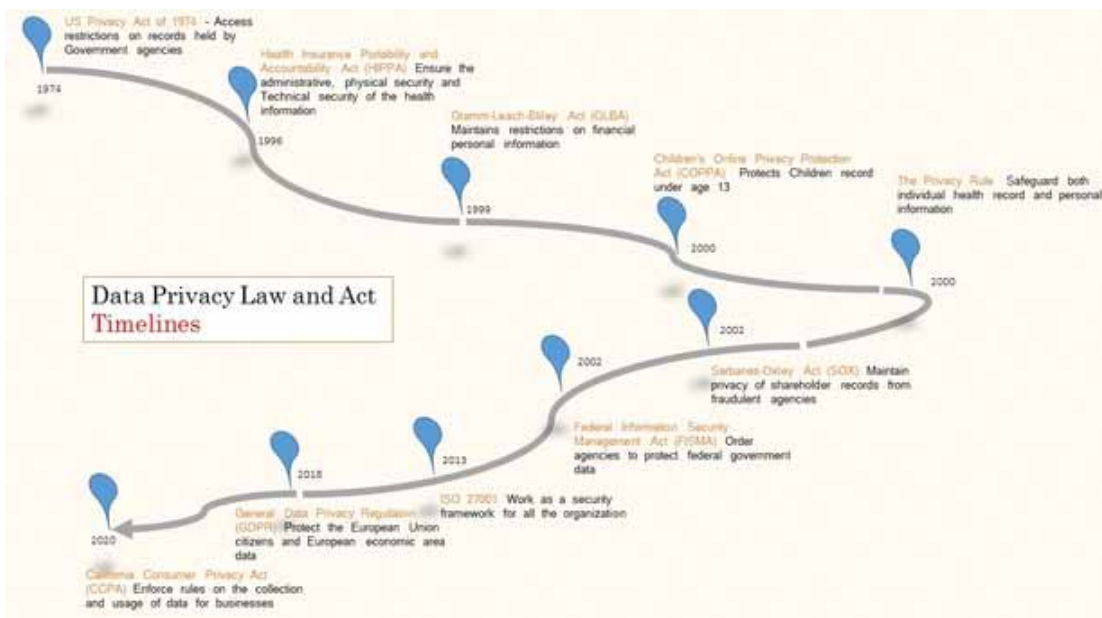 US Privacy Act of 1974 - Access
restrictions on records held by
Government agencies
1974
Health Insurance Portability and
Accountability Act (HIPPA) Ensure the
administrative, physical security and
Technical security of the health
information
1996
Gramm-Leach-Bliley Act (GLBA)
Maintains restrictions on financial
personal information
1999
Children's Online Privacy Protection
Act (COPPA) Protects Children record
under age 13
2000
The Privacy Rule Safeguard both
individual health record and personal
information
2000
Data Privacy Law and Act
Timelines
2002
Sarbanes-Oxley Act (SOX) Maintain
privacy of shareholder records from
fraudulent agencies
2002
Federal Information Security
Management Act (FISMA) Order
agencies to protect federal government
data
2013
ISO 27001 Work as a security
framework for all the organization
2018
General Data Privacy Regulation
(GDPR) Protect the European Union
citizens and European economic area
data
2020
California Consumer Privacy Act
(CCPA) Enforce rules on the collection
and usage of data for businesses